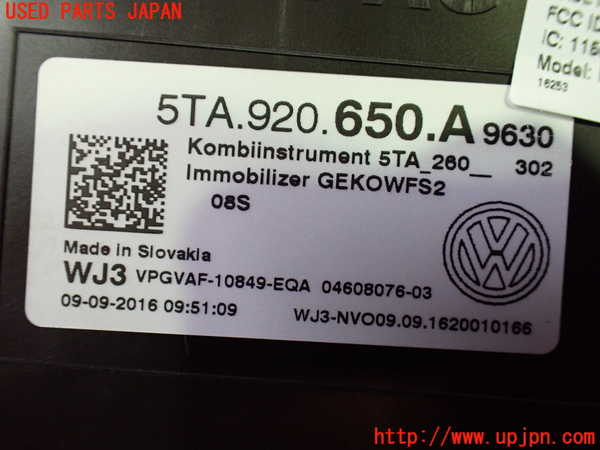 USED PARTS JAPAN
FCC ID
IC: 115
Model:
16253
5TA.920.650.A 9630
Kombiinstrument 5TA_260__ 302
Immobilizer GEKOWFS2
08S
Made in Slovakia
WJ3 VPGVAF-10849-EQA 04608076-03
09-09-2016 09:51:09
WJ3-NVO09.09.1620010166
http://www.upjpn.com/